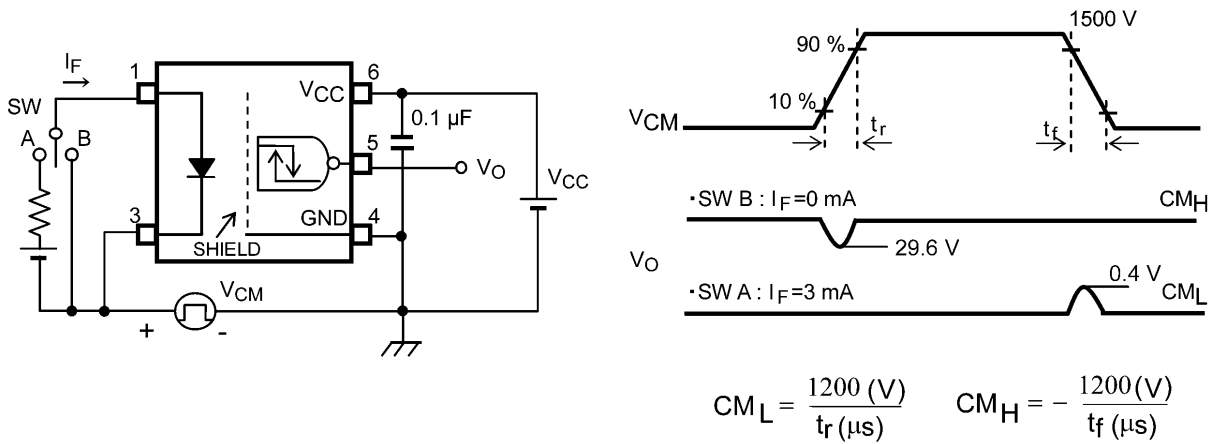 I_F
SW
A
B
1
3
V_CC
GND
SHIELD
6
5
4
0.1 µF
V_O
V_CC
V_CM
+
-
V_CM
90 %
10 %
1500 V
t_r
t_f
·SW B : I_F=0 mA
CM_H
29.6 V
V_O
0.4 V
·SW A : I_F=3 mA
CM_L
CM_L = 1200 (V) / t_r (µs)
CM_H = - 1200 (V) / t_f (µs)